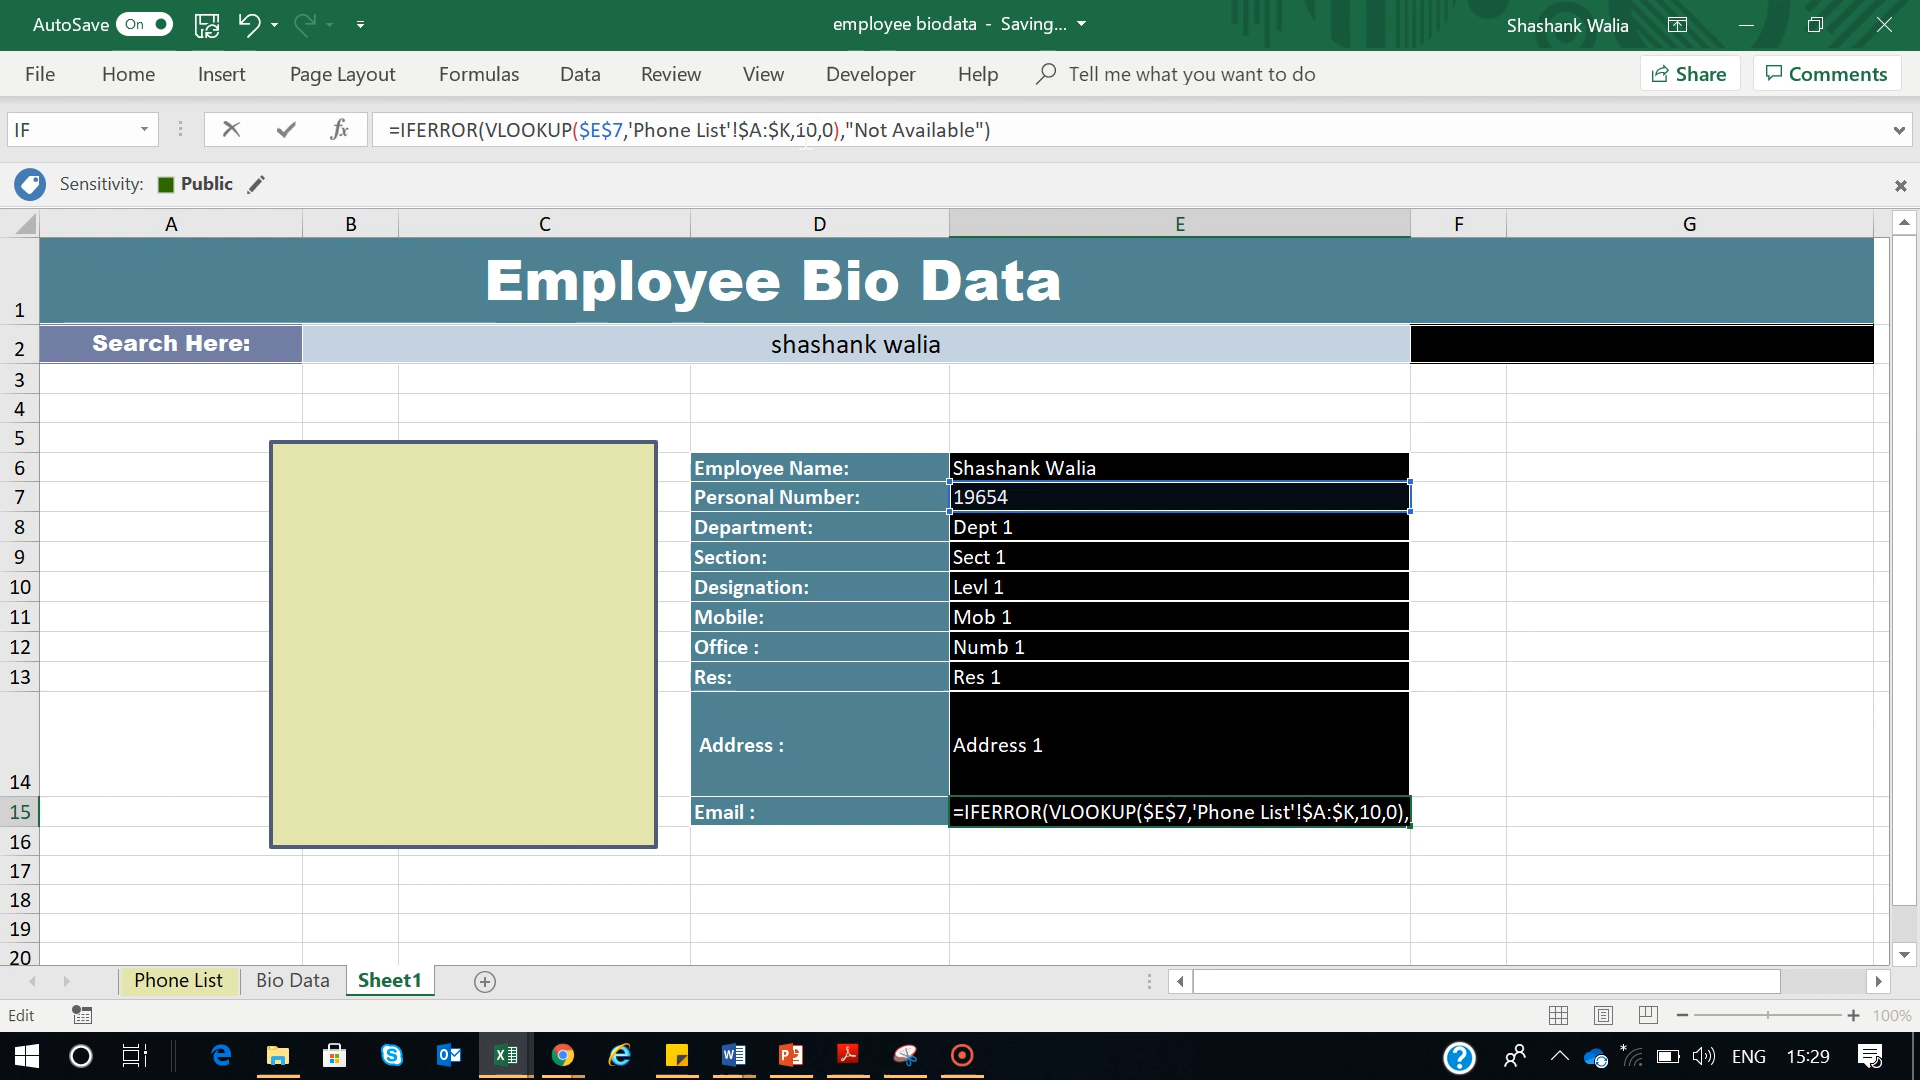 AutoSave On employee biodata - Saving... Shashank Walia
File Home Insert Page Layout Formulas Data Review View Developer Help Tell me what you want to do Share Comments
IF fx =IFERROR(VLOOKUP($E$7,'Phone List'!$A:$K,10,0),"Not Available")
Sensitivity: Public
A B C D E F G
1 Employee Bio Data
2 Search Here: shashank walia
3
4
5
6 Employee Name: Shashank Walia
7 Personal Number: 19654
8 Department: Dept 1
9 Section: Sect 1
10 Designation: Levl 1
11 Mobile: Mob 1
12 Office : Numb 1
13 Res: Res 1
14 Address : Address 1
15 Email : =IFERROR(VLOOKUP($E$7,'Phone List'!$A:$K,10,0),
16
17
18
19
20
Phone List Bio Data Sheet1
Edit 100%
ENG 15:29